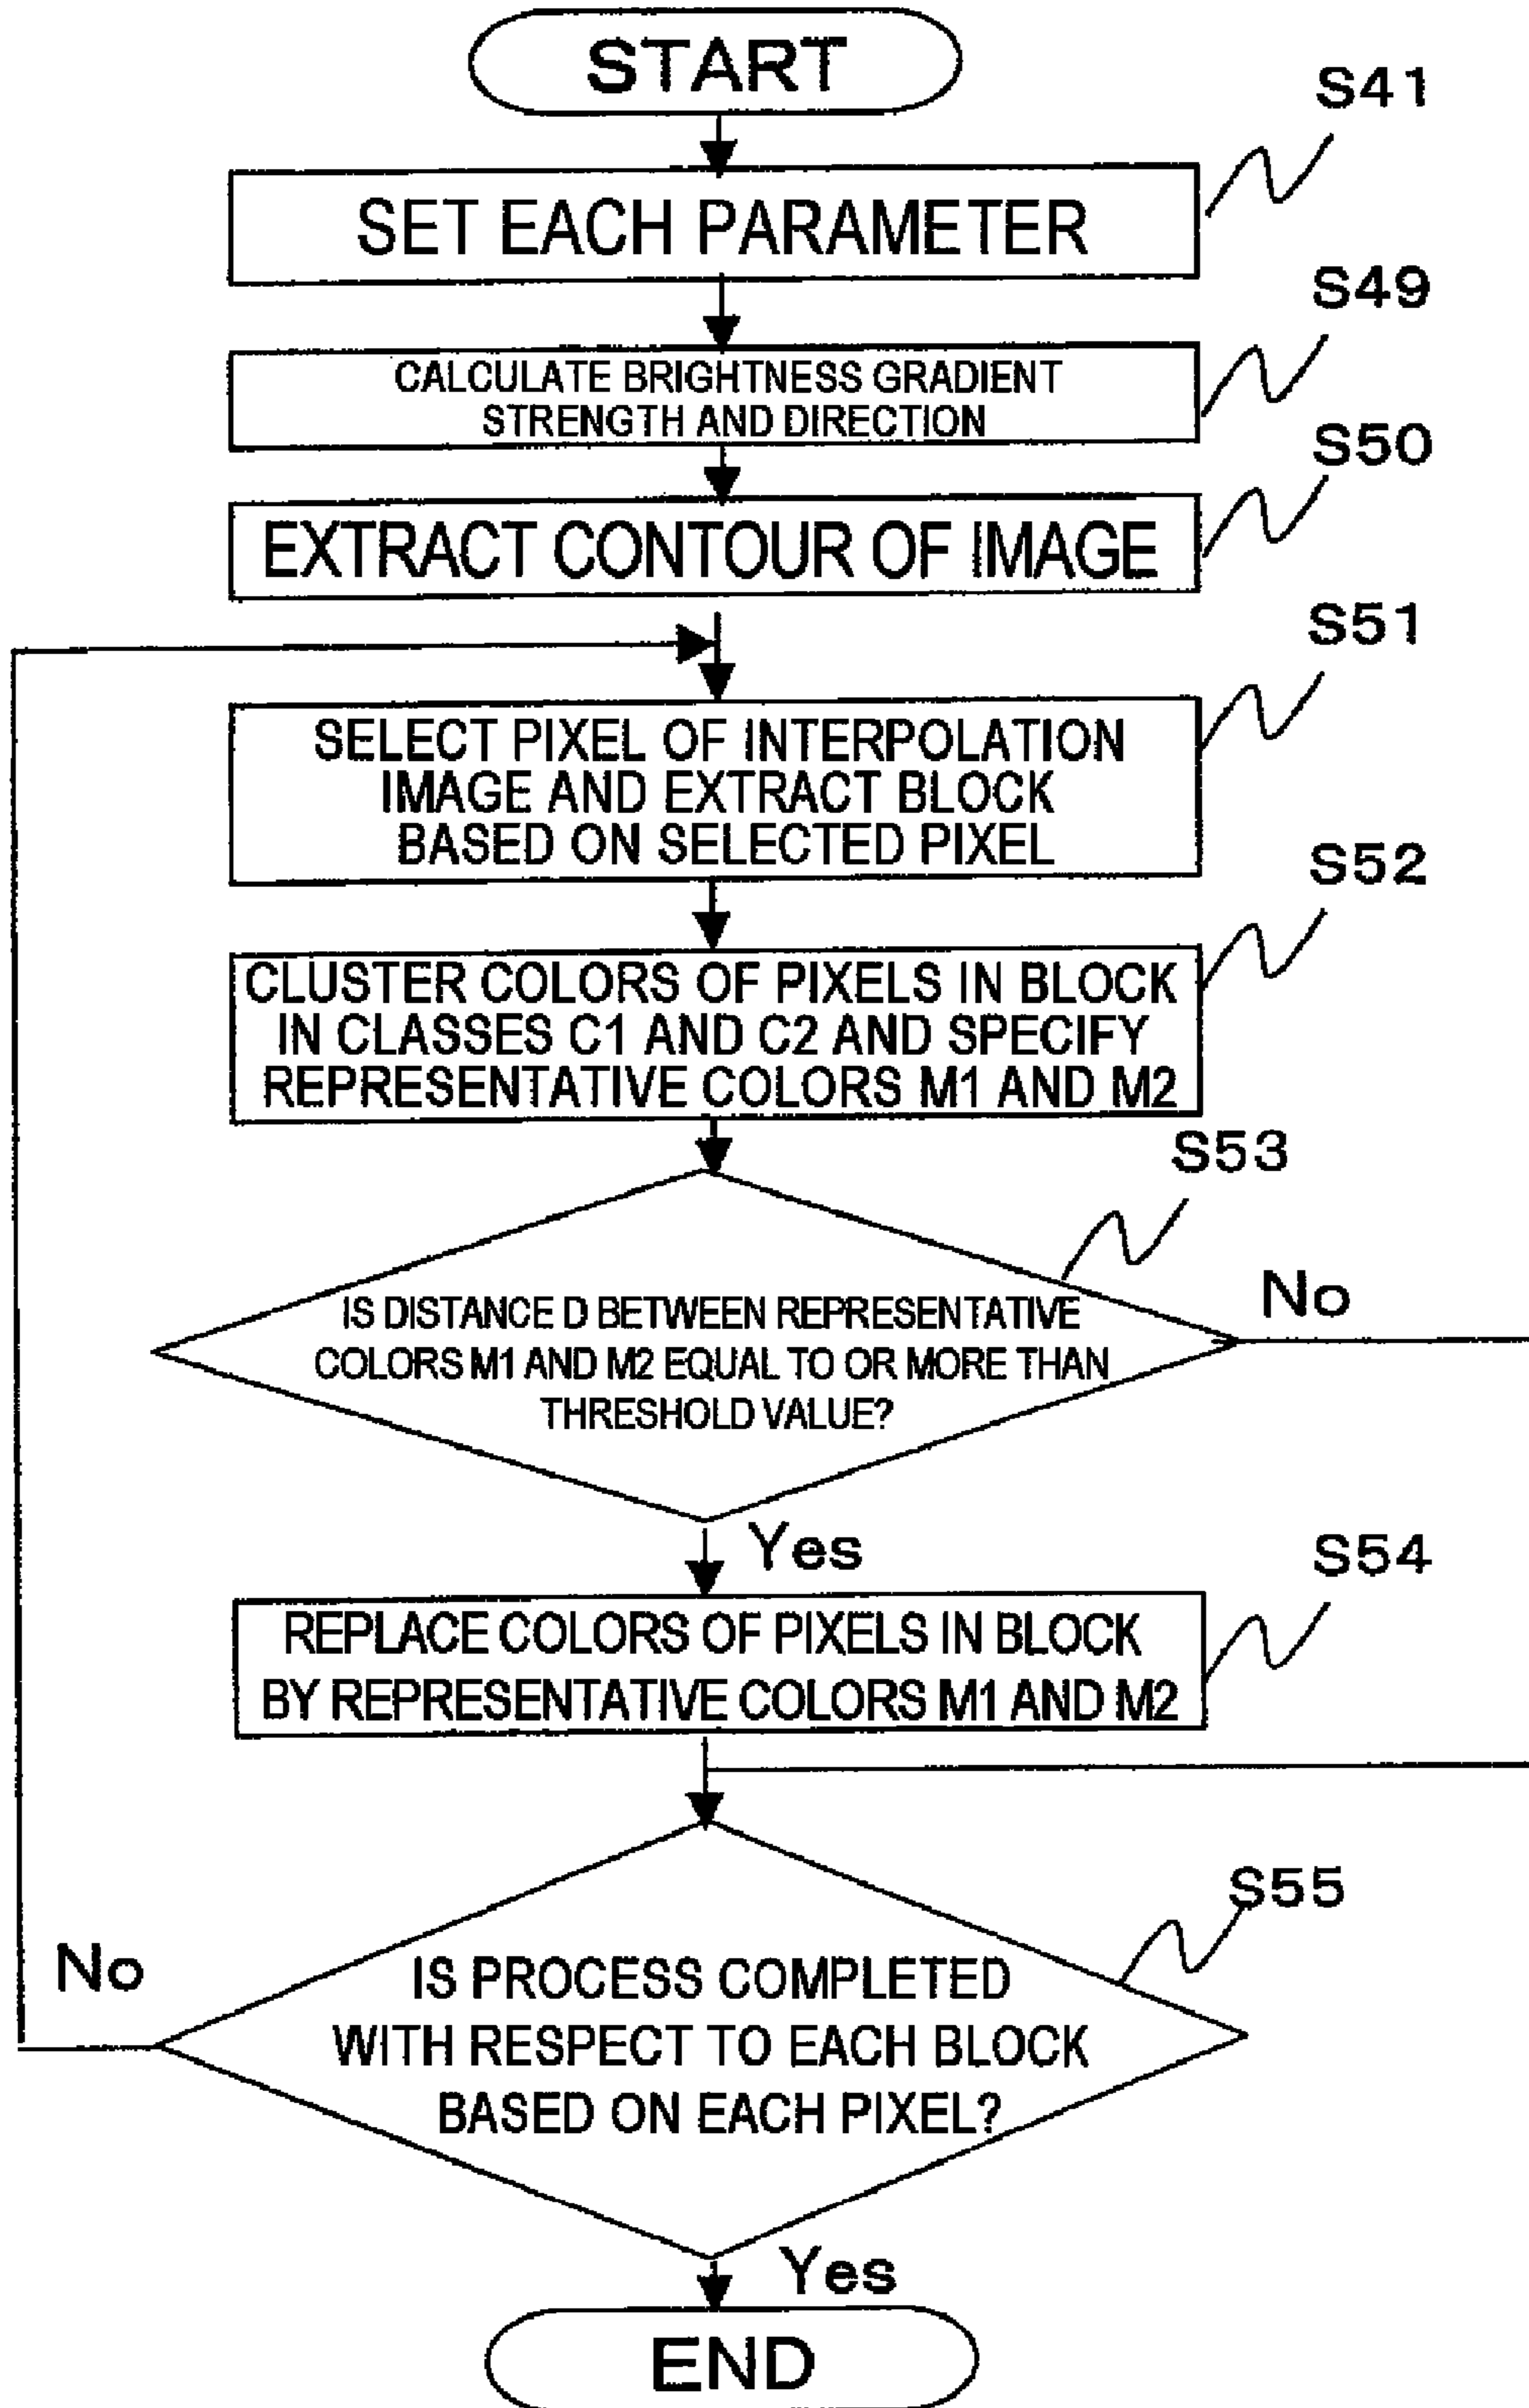 START
S41
SET EACH PARAMETER
S49
CALCULATE BRIGHTNESS GRADIENT
STRENGTH AND DIRECTION
S50
EXTRACT CONTOUR OF IMAGE
S51
SELECT PIXEL OF INTERPOLATION
IMAGE AND EXTRACT BLOCK
BASED ON SELECTED PIXEL
S52
CLUSTER COLORS OF PIXELS IN BLOCK
IN CLASSES C1 AND C2 AND SPECIFY
REPRESENTATIVE COLORS M1 AND M2
S53
No
IS DISTANCE D BETWEEN REPRESENTATIVE
COLORS M1 AND M2 EQUAL TO OR MORE THAN
THRESHOLD VALUE?
Yes
S54
REPLACE COLORS OF PIXELS IN BLOCK
BY REPRESENTATIVE COLORS M1 AND M2
S55
No
IS PROCESS COMPLETED
WITH RESPECT TO EACH BLOCK
BASED ON EACH PIXEL?
Yes
END